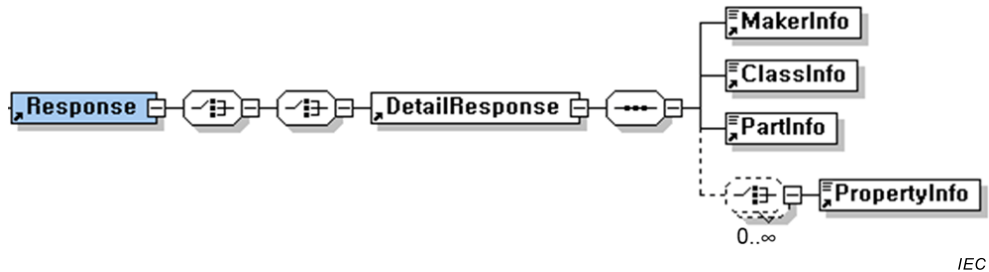 MakerInfo
ClassInfo
Response
DetailResponse
PartInfo
PropertyInfo
0..∞
IEC